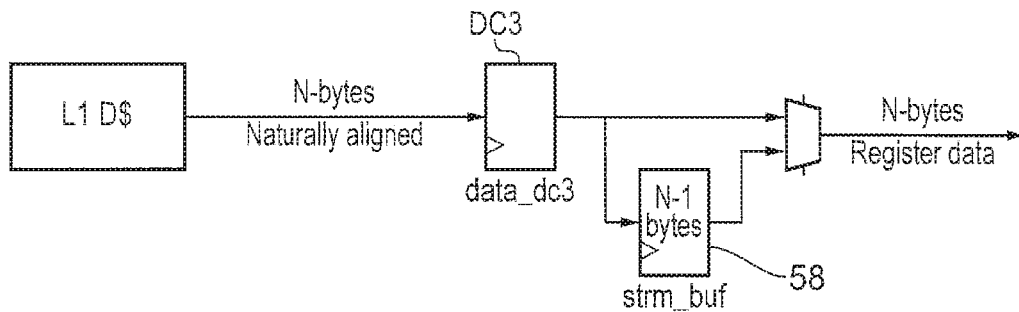 DC3
L1 D$
N-bytes
Naturally aligned
data_dc3
N-1
bytes
strm_buf
58
N-bytes
Register data